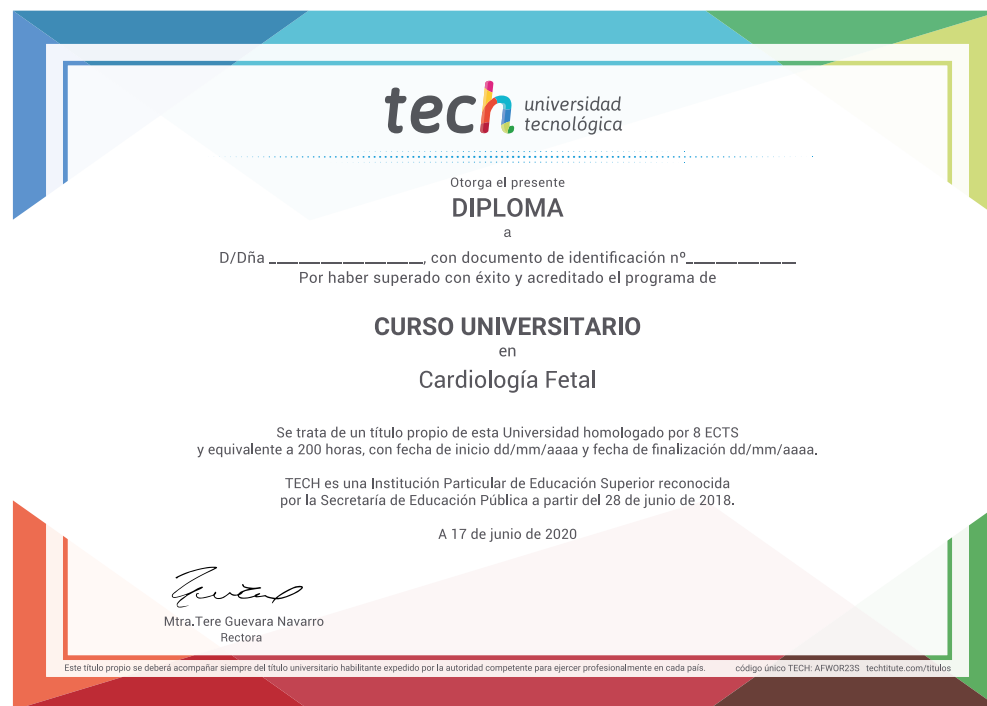 tech universidad
tecnológica
Otorga el presente
DIPLOMA
a
D/Dña ____________________, con documento de identificación nº______________
Por haber superado con éxito y acreditado el programa de
CURSO UNIVERSITARIO
en
Cardiología Fetal
Se trata de un título propio de esta Universidad homologado por 8 ECTS
y equivalente a 200 horas, con fecha de inicio dd/mm/aaaa y fecha de finalización dd/mm/aaaa.
TECH es una Institución Particular de Educación Superior reconocida
por la Secretaría de Educación Pública a partir del 28 de junio de 2018.
A 17 de junio de 2020
Mtra.Tere Guevara Navarro
Rectora
Este título propio se deberá acompañar siempre del título universitario habilitante expedido por la autoridad competente para ejercer profesionalmente en cada país. código único TECH: AFWOR23S techtitute.com/titulos